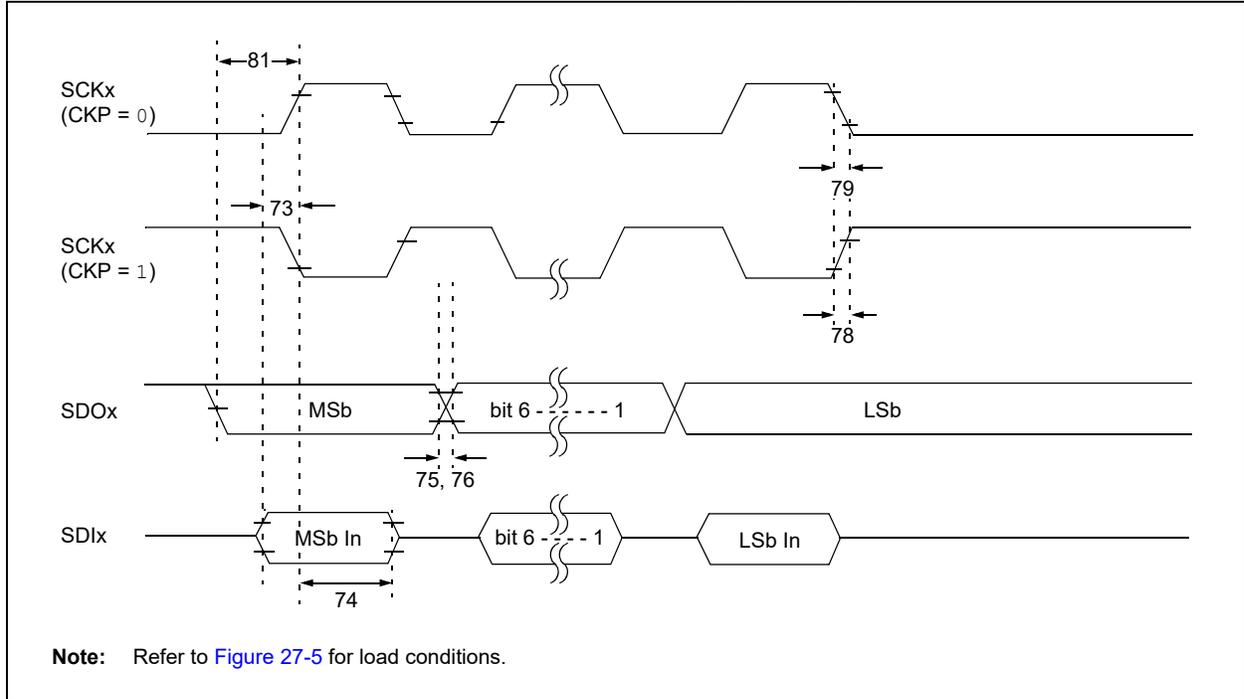 81
SCKx
(CKP = 0)
79
73
SCKx
(CKP = 1)
78
SDOx
MSb
bit 6 - - - - - - 1
LSb
75, 76
SDIx
MSb In
bit 6 - - - - 1
LSb In
74
Note: Refer to Figure 27-5 for load conditions.